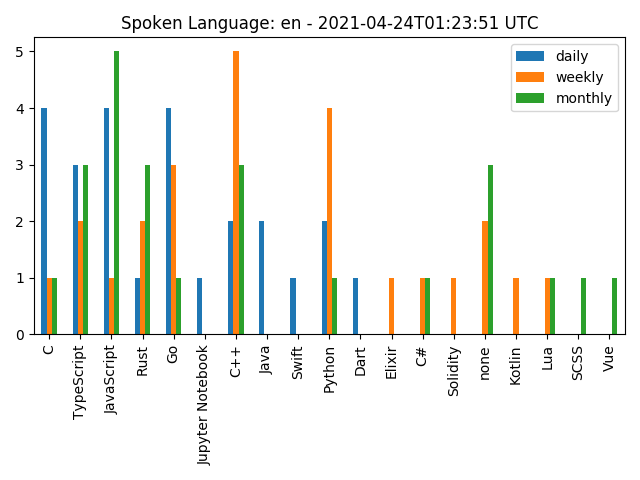 Spoken Language: en - 2021-04-24T01:23:51 UTC
daily
weekly
monthly
5
4
3
2
1
0
C
TypeScript
JavaScript
Rust
Go
Jupyter Notebook
C++
Java
Swift
Python
Dart
Elixir
C#
Solidity
none
Kotlin
Lua
SCSS
Vue